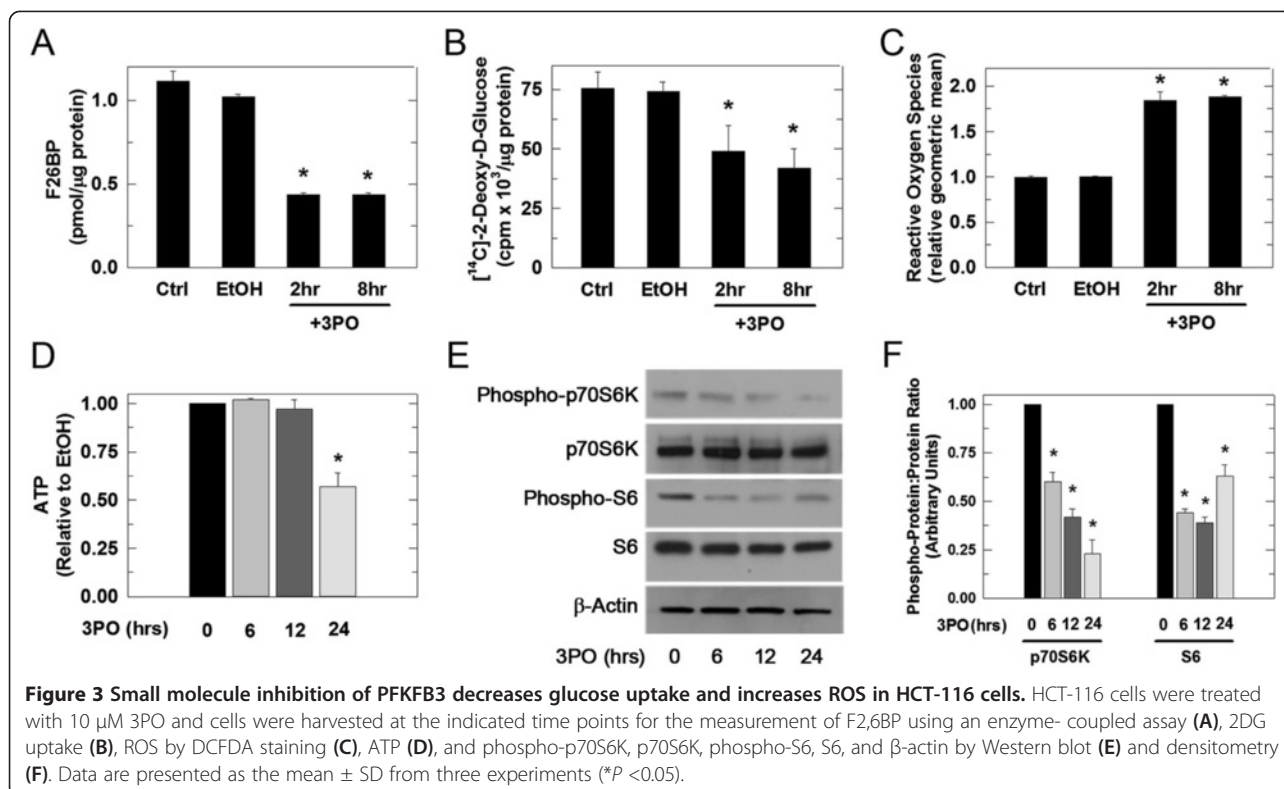 A
F26BP
(pmol/µg protein)
1.0
0.5
0.0
Ctrl EtOH 2hr 8hr
+3PO
* *
B
[¹⁴C]-2-Deoxy-D-Glucose
(cpm x 10³/µg protein)
75
50
25
0
Ctrl EtOH 2hr 8hr
+3PO
* *
C
Reactive Oxygen Species
(relative geometric mean)
2.0
1.5
1.0
0.5
0
Ctrl EtOH 2hr 8hr
+3PO
* *
D
ATP
(Relative to EtOH)
1.00
0.75
0.50
0.25
0.00
3PO (hrs) 0 6 12 24
*
E
Phospho-p70S6K
p70S6K
Phospho-S6
S6
β-Actin
3PO (hrs) 0 6 12 24
F
Phospho-Protein:Protein Ratio
(Arbitrary Units)
1.00
0.75
0.50
0.25
0.00
* * * * * *
3PO (hrs) 0 6 12 24 0 6 12 24
p70S6K S6
Figure 3 Small molecule inhibition of PFKFB3 decreases glucose uptake and increases ROS in HCT-116 cells. HCT-116 cells were treated
with 10 µM 3PO and cells were harvested at the indicated time points for the measurement of F2,6BP using an enzyme- coupled assay (A), 2DG
uptake (B), ROS by DCFDA staining (C), ATP (D), and phospho-p70S6K, p70S6K, phospho-S6, S6, and β-actin by Western blot (E) and densitometry
(F). Data are presented as the mean ± SD from three experiments (*P <0.05).